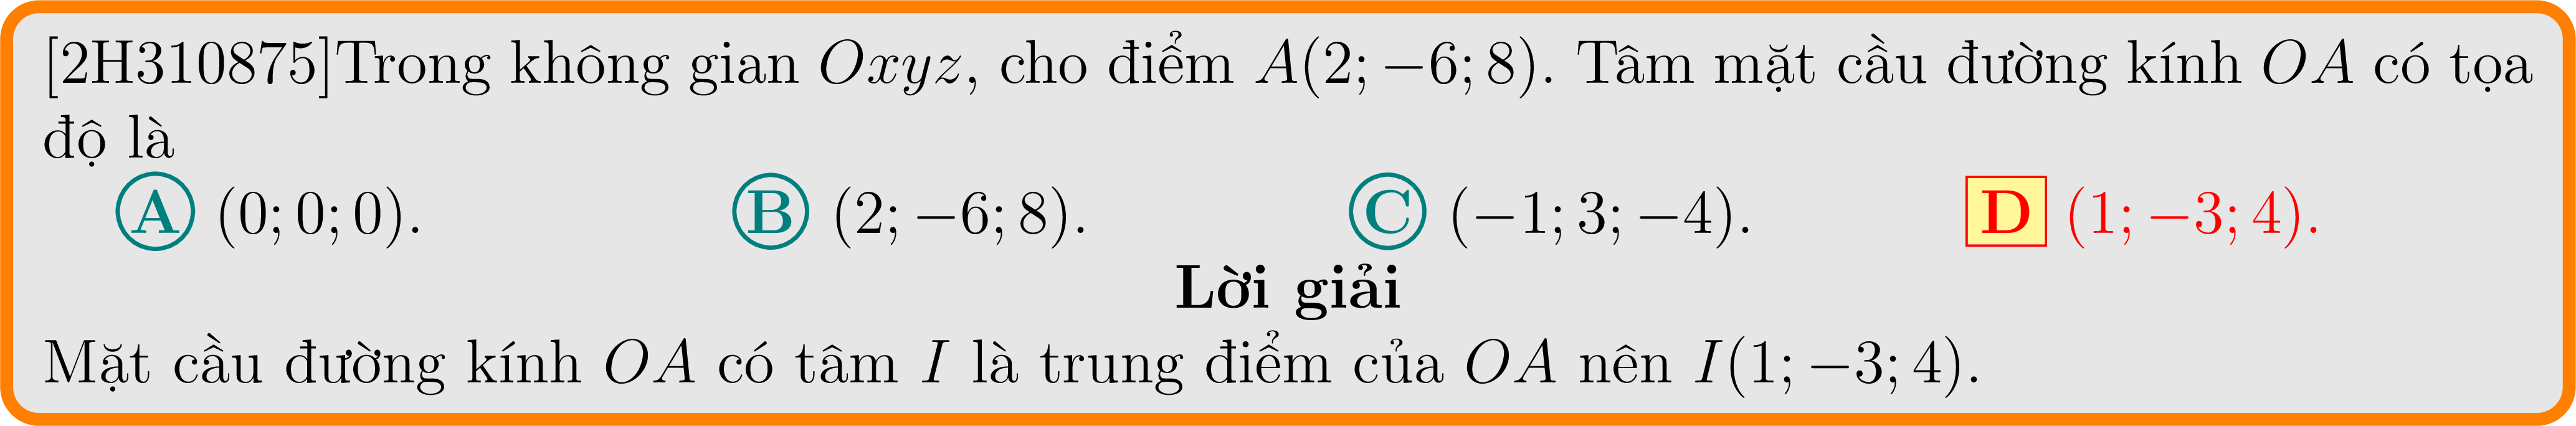 [2H310875]Trong không gian Oxyz, cho điểm A(2; −6; 8). Tâm mặt cầu đường kính OA có tọa
độ là
A (0; 0; 0). B (2; −6; 8). C (−1; 3; −4). D (1; −3; 4).
Lời giải
Mặt cầu đường kính OA có tâm I là trung điểm của OA nên I(1; −3; 4).